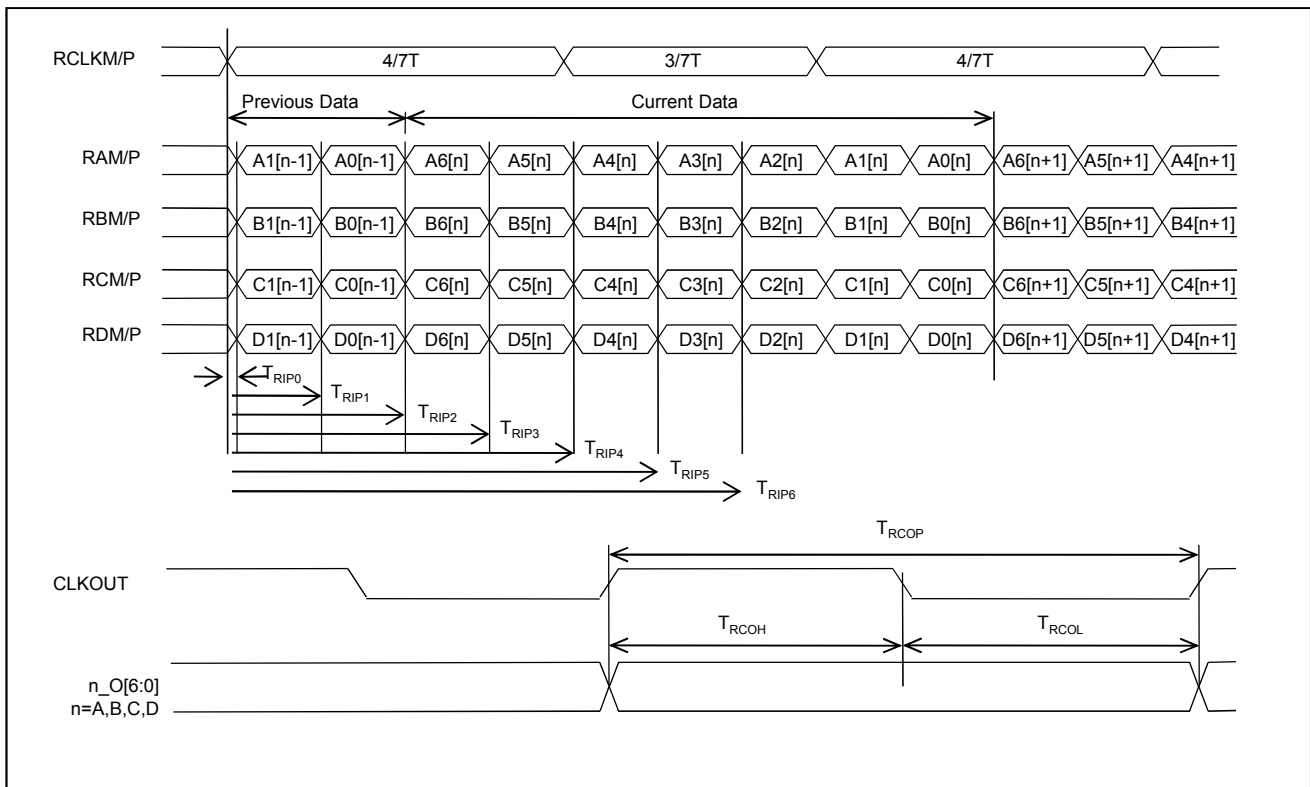 RCLKM/P 4/7T 3/7T 4/7T
Previous Data Current Data
RAM/P A1[n-1] A0[n-1] A6[n] A5[n] A4[n] A3[n] A2[n] A1[n] A0[n] A6[n+1] A5[n+1] A4[n+1]
RBM/P B1[n-1] B0[n-1] B6[n] B5[n] B4[n] B3[n] B2[n] B1[n] B0[n] B6[n+1] B5[n+1] B4[n+1]
RCM/P C1[n-1] C0[n-1] C6[n] C5[n] C4[n] C3[n] C2[n] C1[n] C0[n] C6[n+1] C5[n+1] C4[n+1]
RDM/P D1[n-1] D0[n-1] D6[n] D5[n] D4[n] D3[n] D2[n] D1[n] D0[n] D6[n+1] D5[n+1] D4[n+1]
TRIP0
TRIP1
TRIP2
TRIP3
TRIP4
TRIP5
TRIP6
TRCOP
CLKOUT
TRCOH TRCOL
n_O[6:0]
n=A,B,C,D